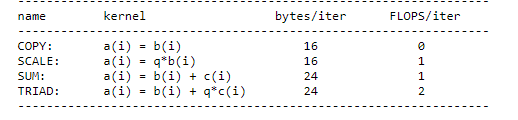 ------------------------------------------------------------------
name        kernel                  bytes/iter      FLOPS/iter
------------------------------------------------------------------
COPY:       a(i) = b(i)                 16              0
SCALE:      a(i) = q*b(i)               16              1
SUM:        a(i) = b(i) + c(i)          24              1
TRIAD:      a(i) = b(i) + q*c(i)        24              2
------------------------------------------------------------------